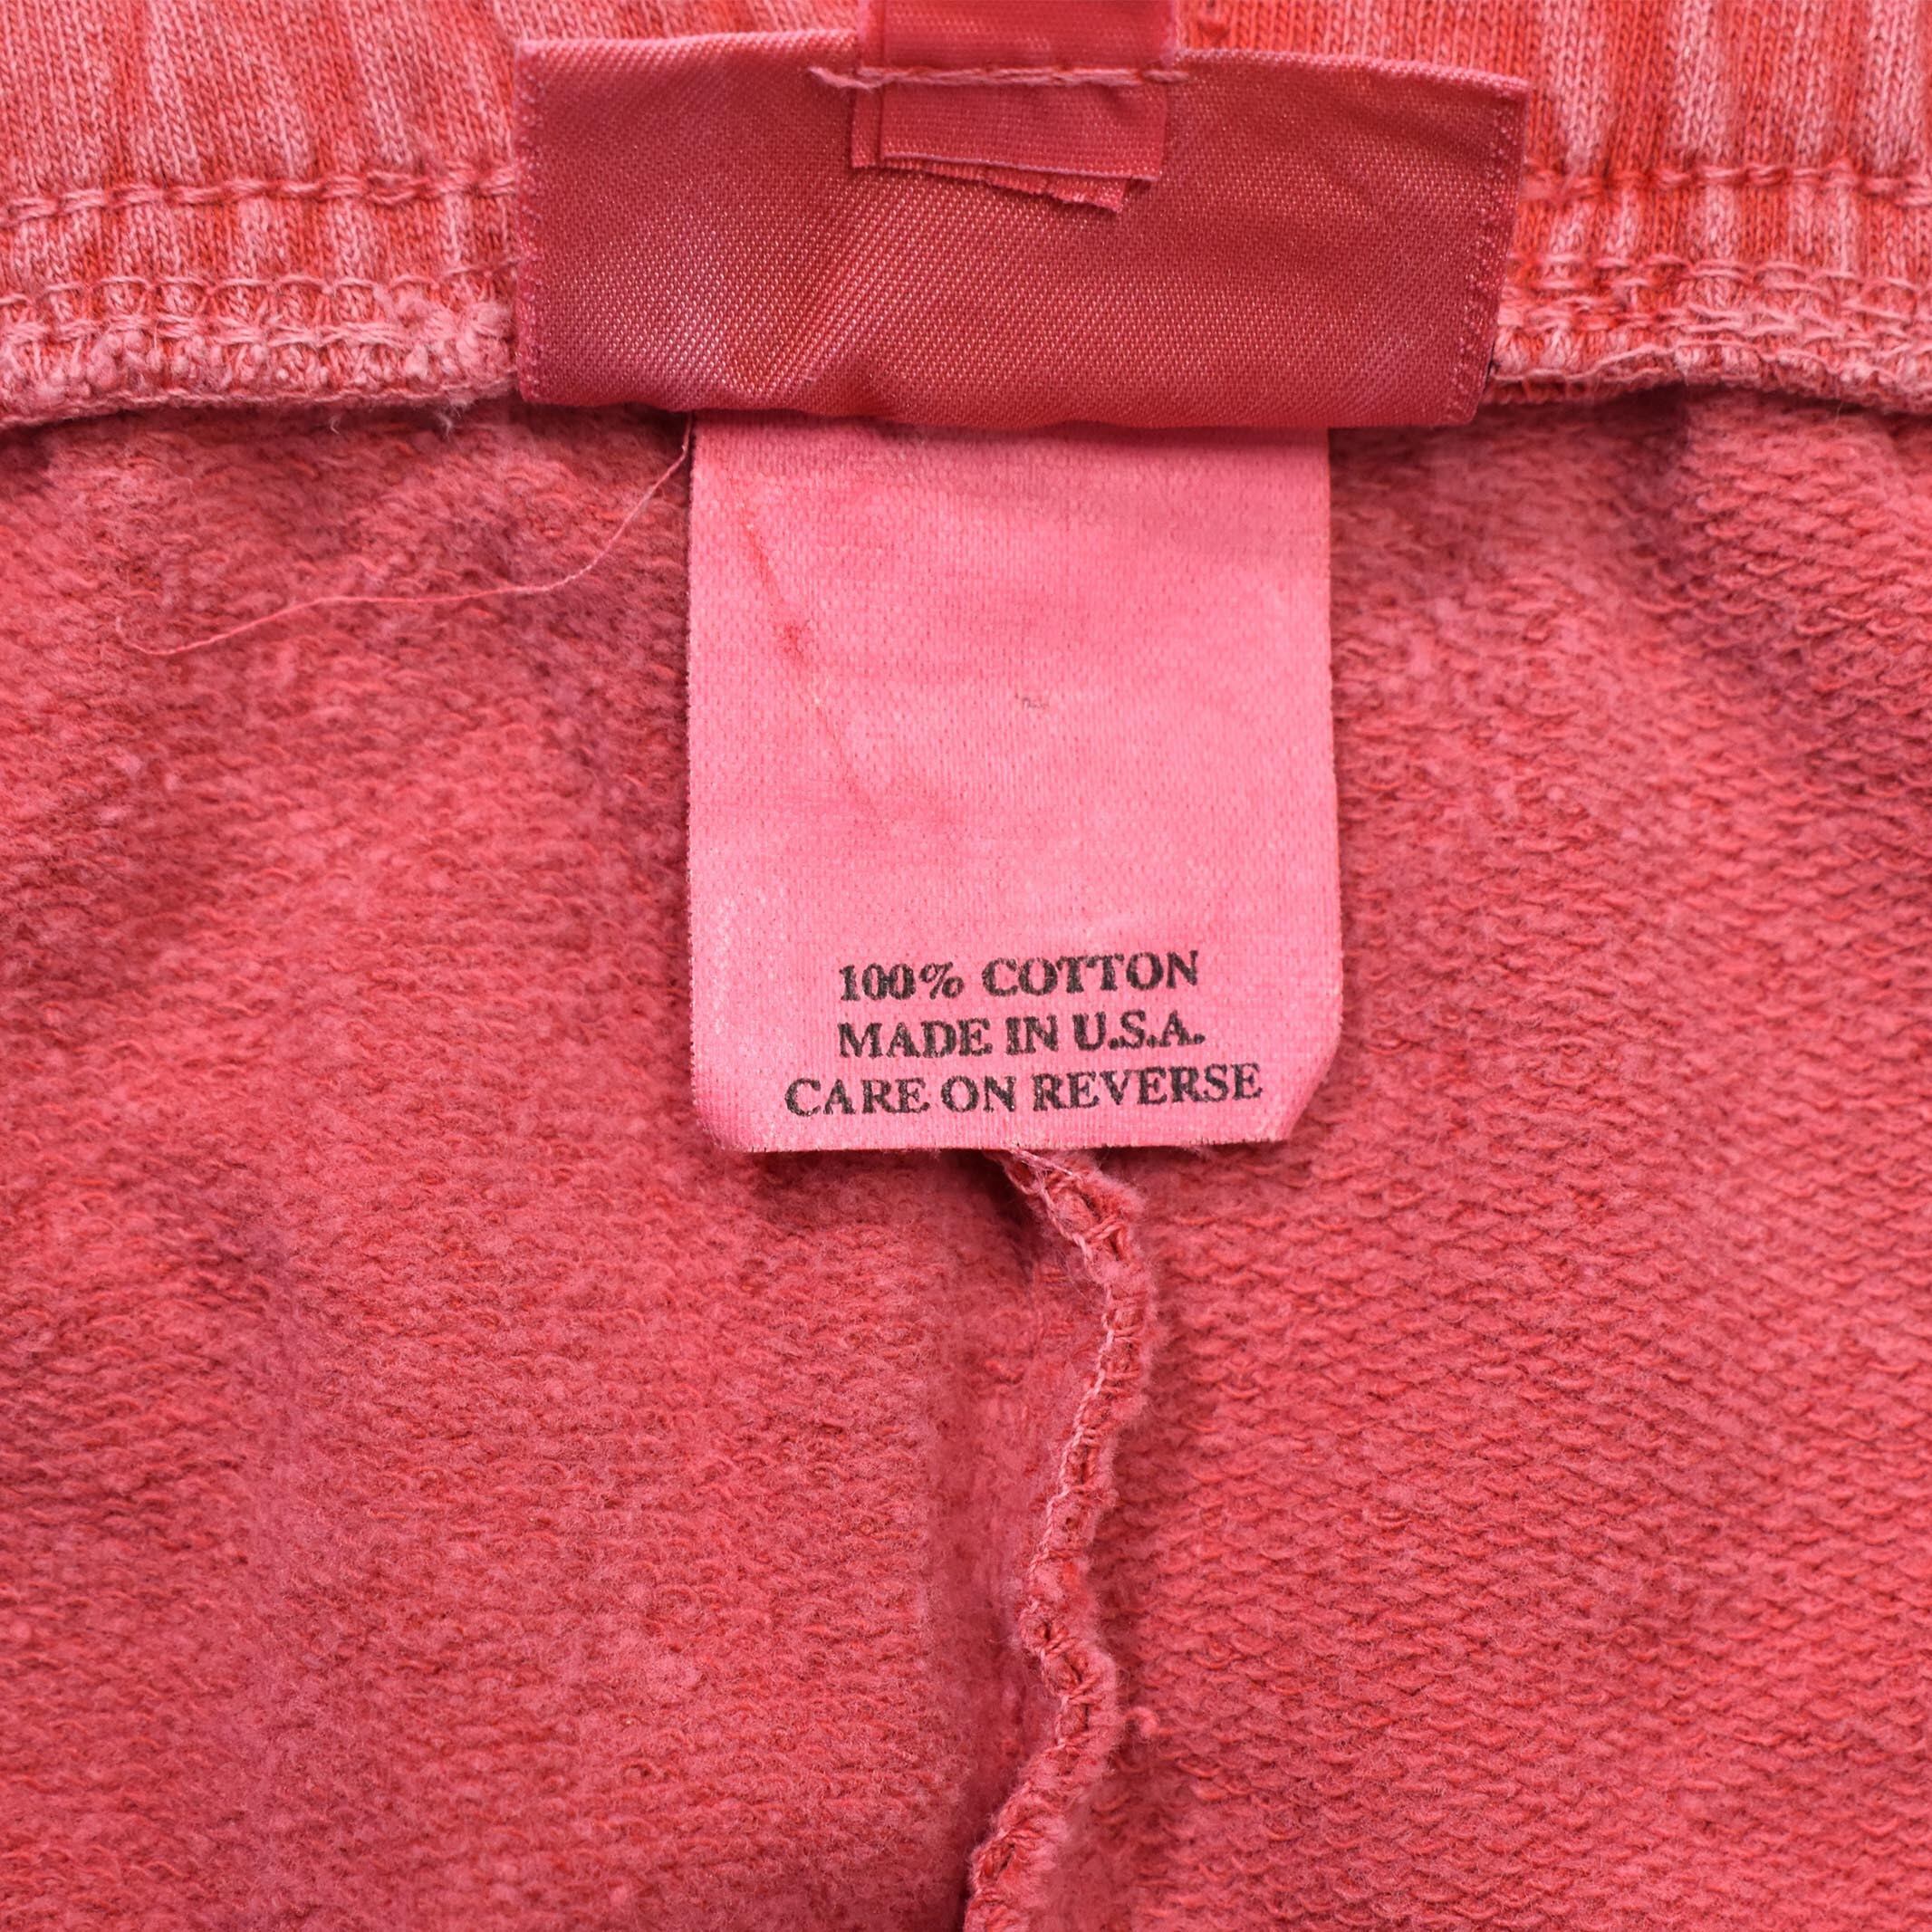 100% COTTON
MADE IN U.S.A.
CARE ON REVERSE